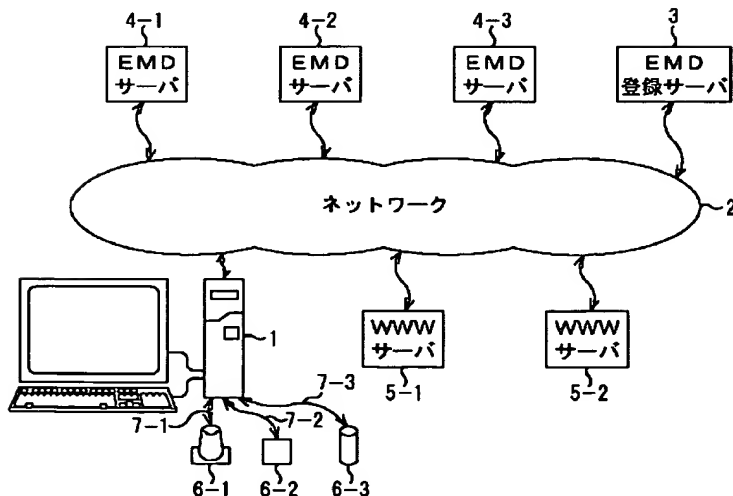 4-1
4-2
4-3
3
EMD
サーバ
EMD
サーバ
EMD
サーバ
EMD
登録サーバ
ネットワーク
2
1
WWW
サーバ
WWW
サーバ
5-1
5-2
7-3
7-1
7-2
6-1
6-2
6-3